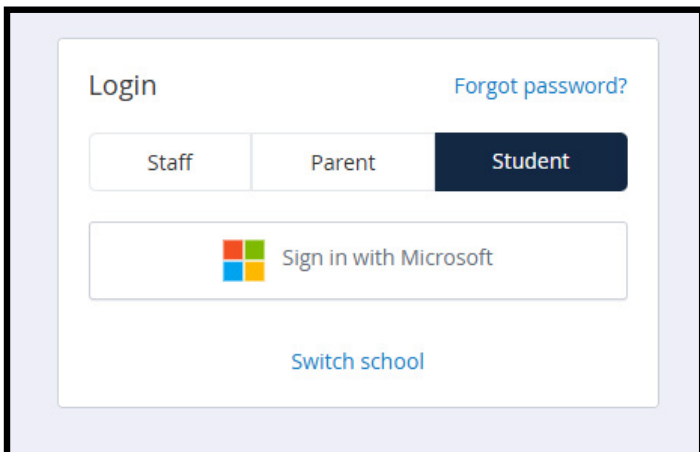 Login Forgot password?
Staff Parent Student
Sign in with Microsoft
Switch school